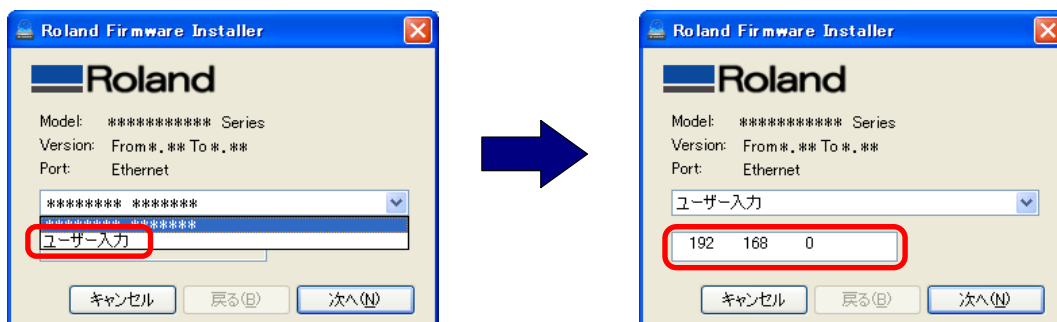 Roland Firmware Installer
Roland
Model: *********** Series
Version: From*.** To *.**
Port: Ethernet
******** *******
******** *******
ユーザー入力
キャンセル
戻る(B)
次へ(N)
Roland Firmware Installer
Roland
Model: *********** Series
Version: From*.** To *.**
Port: Ethernet
ユーザー入力
192 168 0
キャンセル
戻る(B)
次へ(N)